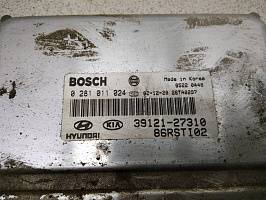 BOSCH
Made in Korea
0 281 011 024
HYUNDAI KIA 39121-27310
86RSTI02